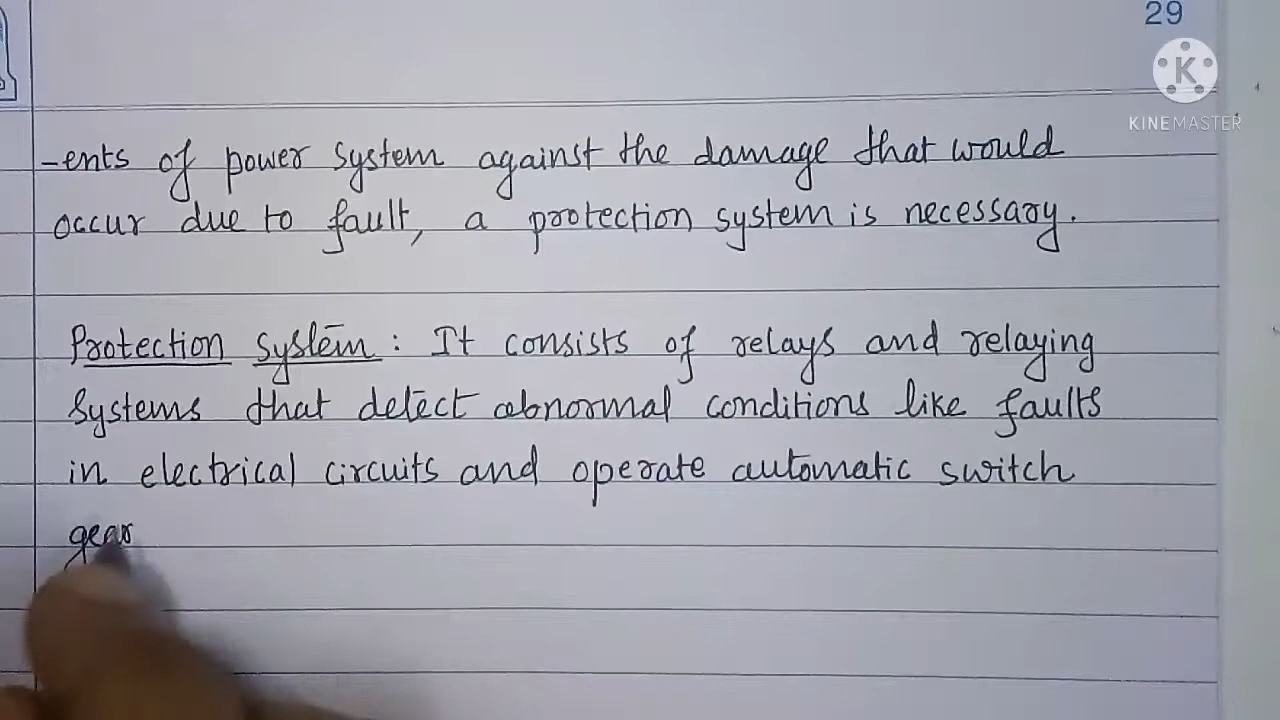 29
K
KINEMASTER
-ents of power system against the damage that would
occur due to fault, a protection system is necessary.
Protection system : It consists of relays and relaying
systems that detect abnormal conditions like faults
in electrical circuits and operate automatic switch
gear